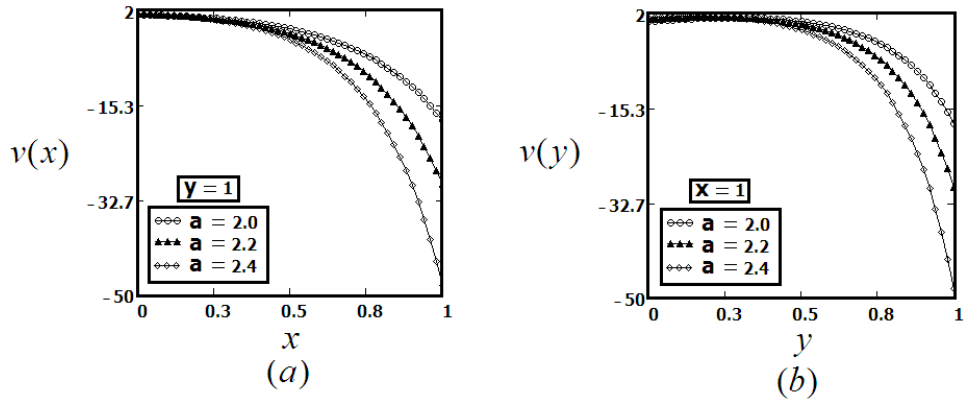 2
-15.3
-32.7
-50
v(x)
y = 1
a = 2.0
a = 2.2
a = 2.4
0 0.3 0.5 0.8 1
x
(a)
2
-15.3
-32.7
-50
v(y)
x = 1
a = 2.0
a = 2.2
a = 2.4
0 0.3 0.5 0.8 1
y
(b)